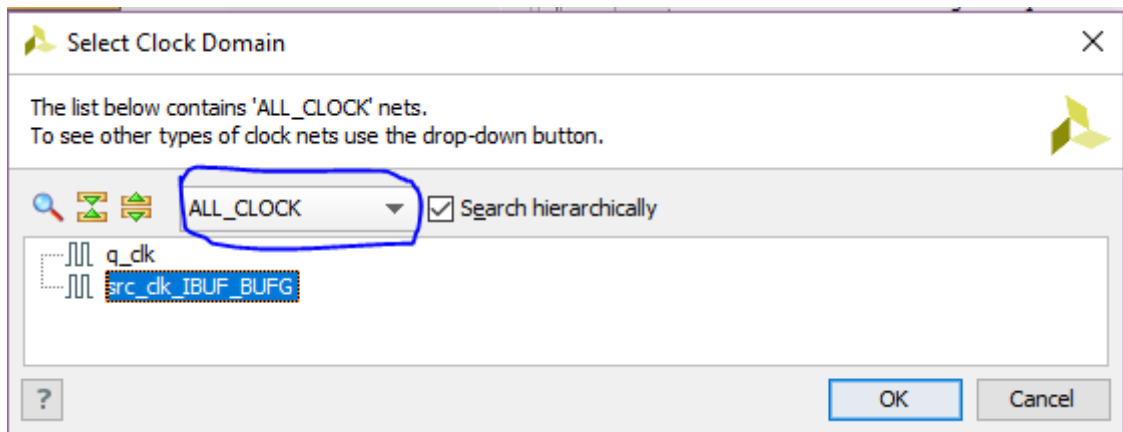 Select Clock Domain
The list below contains 'ALL_CLOCK' nets.
To see other types of clock nets use the drop-down button.
ALL_CLOCK Search hierarchically
q_clk
src_clk_IBUF_BUFG
? OK Cancel